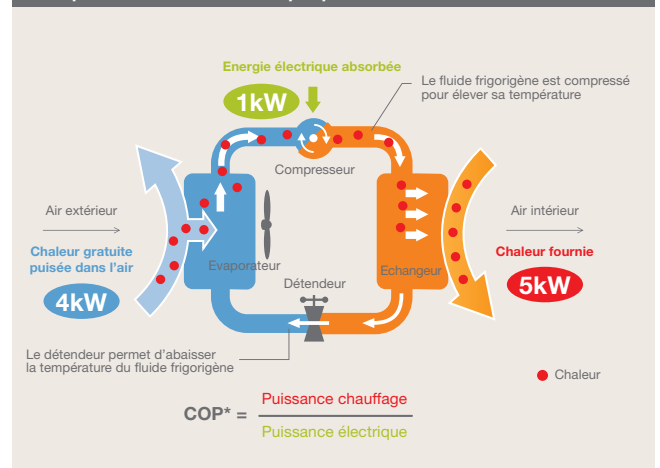 Energie électrique absorbée
1kW
Le fluide frigorigène est compressé
pour élever sa température
Compresseur
Air extérieur
Chaleur gratuite
puisée dans l'air
4kW
Evaporateur
Détendeur
Echangeur
Air intérieur
Chaleur fournie
5kW
Le détendeur permet d'abaisser
la température du fluide frigorigène
Chaleur
COP* =
Puissance chauffage
Puissance électrique